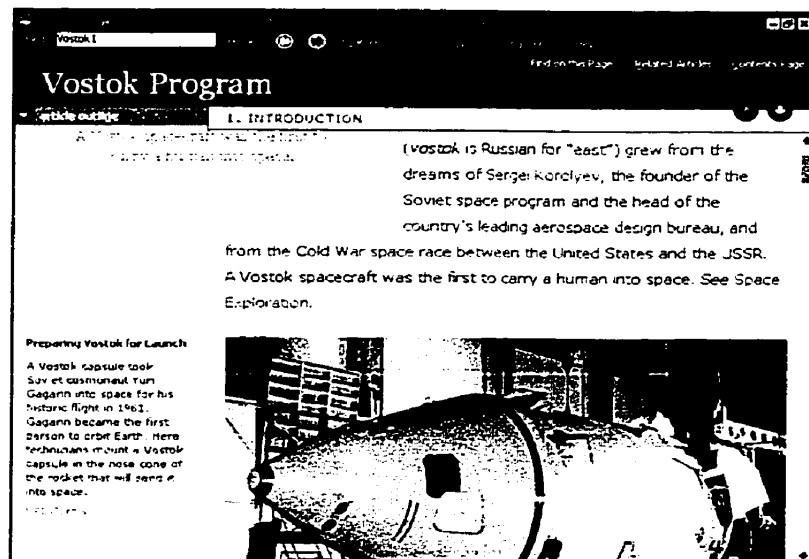 Vostok 1
Find on this Page Related Articles Contents Page
Vostok Program
article outline
1. INTRODUCTION
(vostok is Russian for "east") grew from the
dreams of Sergei Korolyev, the founder of the
Soviet space program and the head of the
country's leading aerospace design bureau, and
from the Cold War space race between the United States and the USSR.
A Vostok spacecraft was the first to carry a human into space. See Space
Exploration.
Preparing Vostok for Launch
A Vostok capsule took
Soviet cosmonaut Yuri
Gagarin into space for his
historic flight in 1961.
Gagarin became the first
person to orbit Earth. Here
technicians mount a Vostok
capsule in the nose cone of
the rocket that will send it
into space.